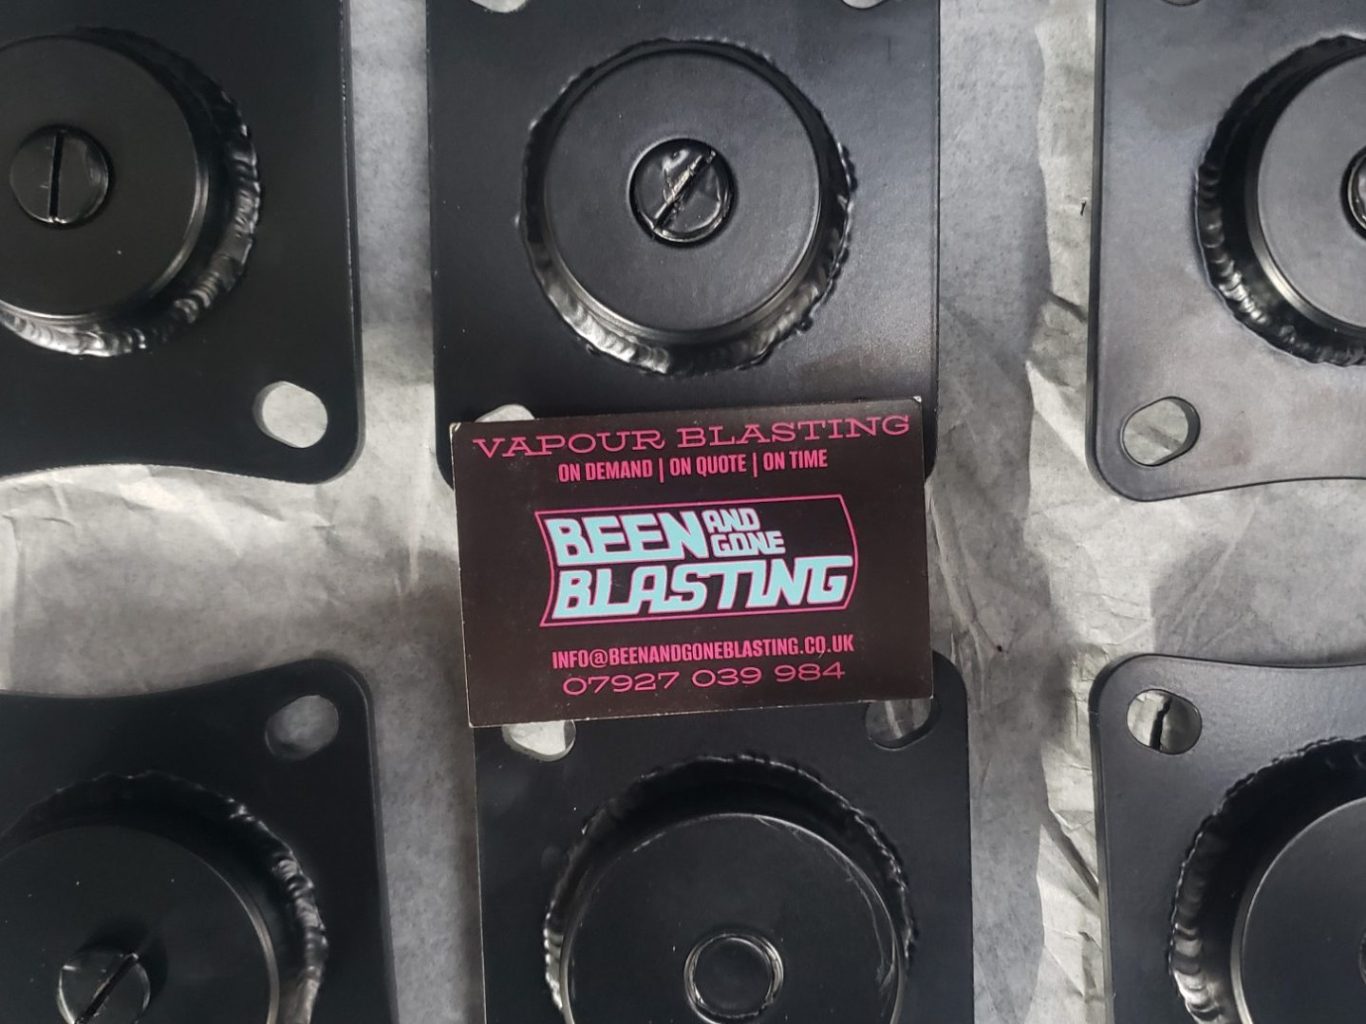 VAPOUR BLASTING
ON DEMAND | ON QUOTE | ON TIME
BEEN AND GONE
BLASTING
INFO@BEENANDGONEBLASTING.CO.UK
07927 039 984